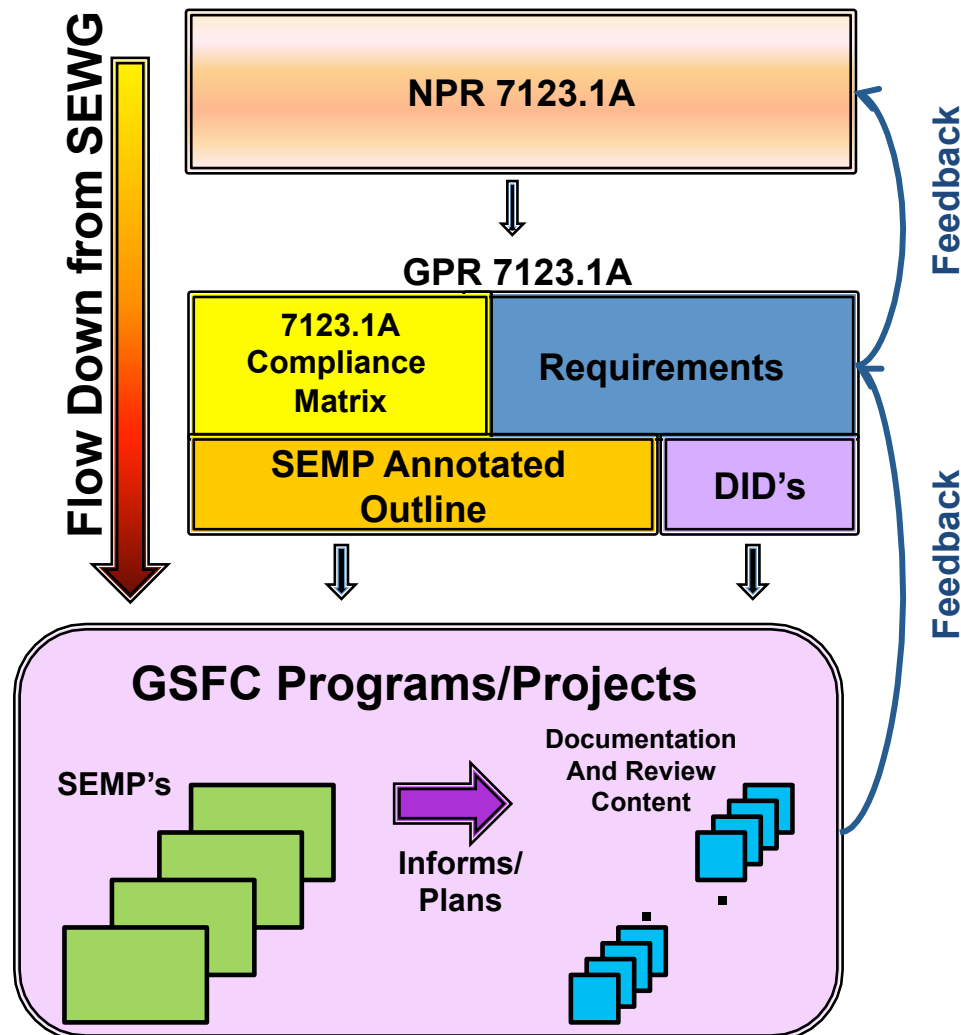 Flow Down from SEWG
NPR 7123.1A
Feedback
GPR 7123.1A
7123.1A
Compliance
Matrix
Requirements
SEMP Annotated
Outline
DID's
Feedback
GSFC Programs/Projects
SEMP's
Informs/
Plans
Documentation
And Review
Content